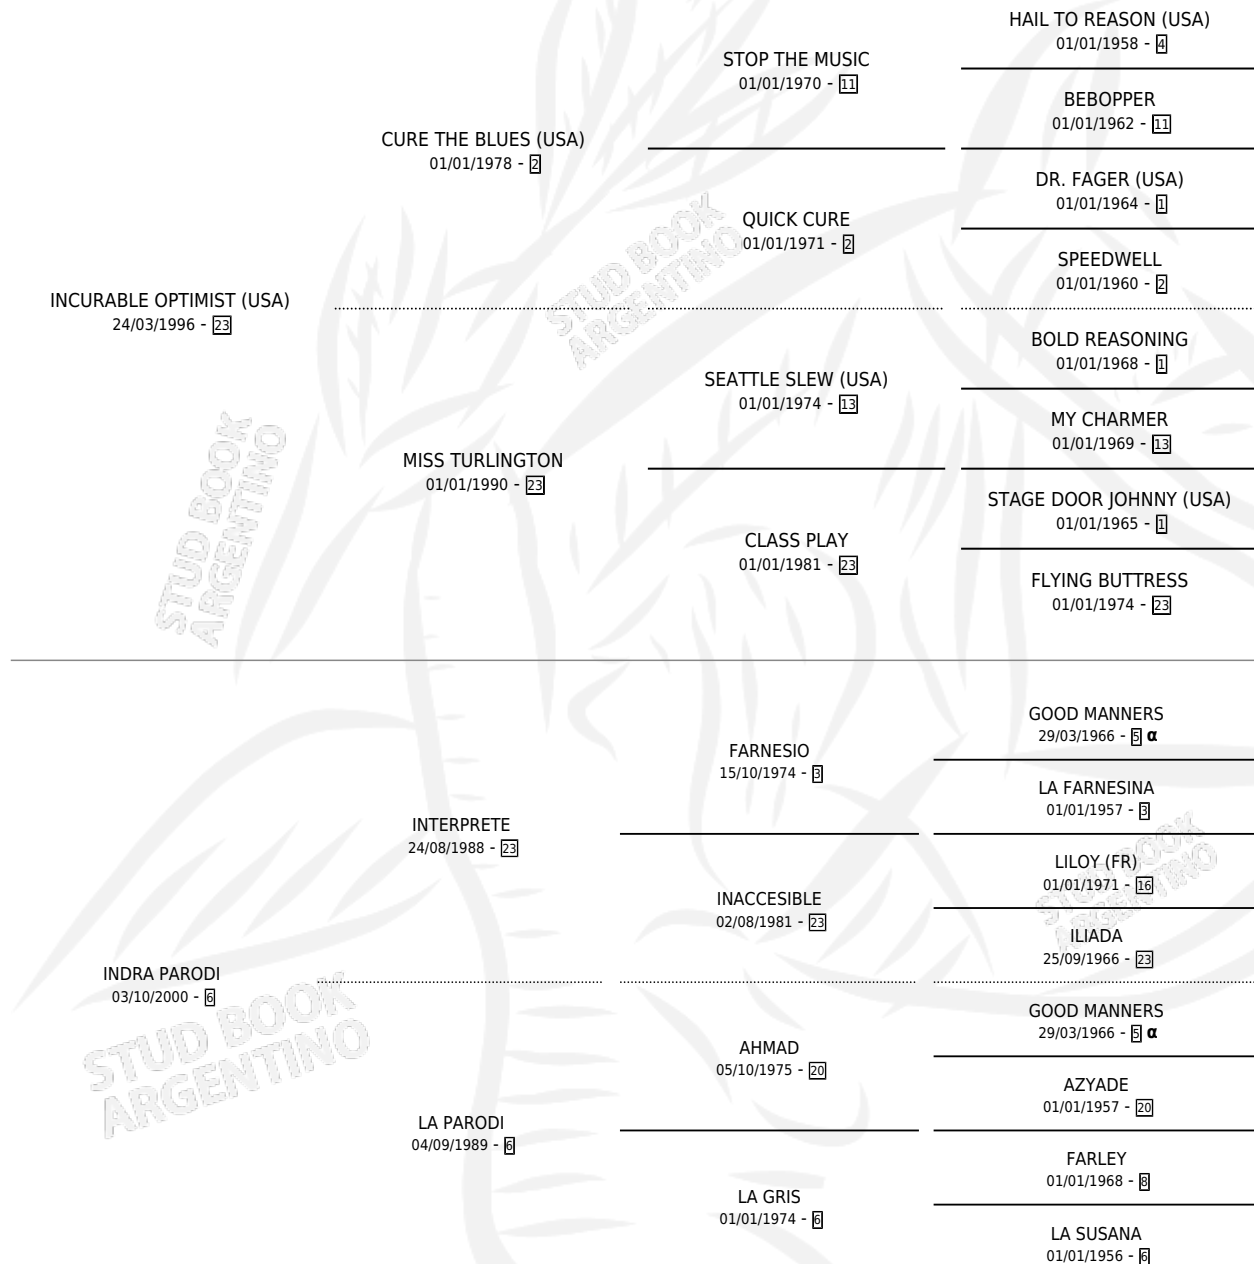 HAIL TO REASON (USA)
01/01/1958 - 4
STOP THE MUSIC
01/01/1970 - 11
BEBOPPER
01/01/1962 - 11
CURE THE BLUES (USA)
01/01/1978 - 2
DR. FAGER (USA)
01/01/1964 - 1
QUICK CURE
01/01/1971 - 2
SPEEDWELL
01/01/1960 - 2
STUD BOOK
ARGENTINO
INCURABLE OPTIMIST (USA)
24/03/1996 - 23
BOLD REASONING
01/01/1968 - 1
SEATTLE SLEW (USA)
01/01/1974 - 13
MY CHARMER
01/01/1969 - 13
MISS TURLINGTON
01/01/1990 - 23
STAGE DOOR JOHNNY (USA)
01/01/1965 - 1
CLASS PLAY
01/01/1981 - 23
FLYING BUTTRESS
01/01/1974 - 23
STUD BOOK
ARGENTINO
GOOD MANNERS
29/03/1966 - 5 α
FARNESIO
15/10/1974 - 3
LA FARNESINA
01/01/1957 - 3
INTERPRETE
24/08/1988 - 23
LILOY (FR)
01/01/1971 - 16
STUD BOOK
ARGENTINO
INACCESIBLE
02/08/1981 - 23
ILIADA
25/09/1966 - 23
INDRA PARODI
03/10/2000 - 6
STUD BOOK
ARGENTINO
GOOD MANNERS
29/03/1966 - 5 α
AHMAD
05/10/1975 - 20
AZYADE
01/01/1957 - 20
LA PARODI
04/09/1989 - 6
FARLEY
01/01/1968 - 8
LA GRIS
01/01/1974 - 6
LA SUSANA
01/01/1956 - 6